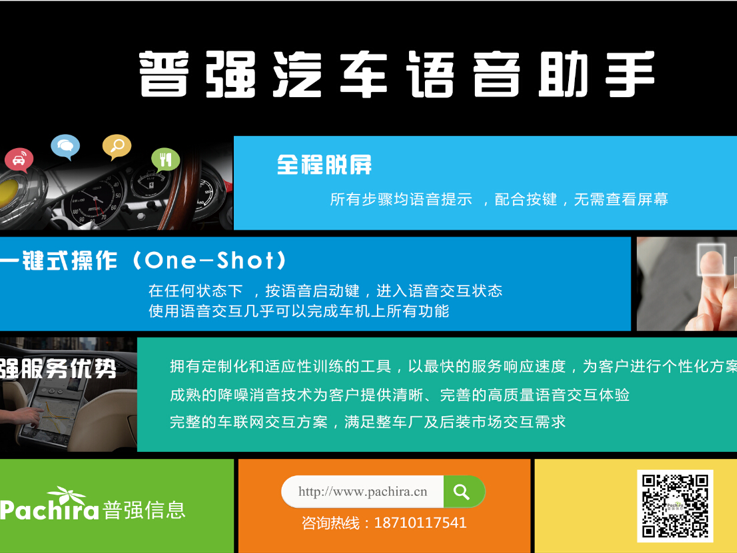 普强汽车语音助手
全程脱屏
所有步骤均语音提示 ，配合按键，无需查看屏幕
一键式操作（One-Shot）
在任何状态下 ，按语音启动键，进入语音交互状态
使用语音交互几乎可以完成车机上所有功能
强服务优势
拥有定制化和适应性训练的工具，以最快的服务响应速度，为客户进行个性化方案
成熟的降噪消音技术为客户提供清晰、完善的高质量语音交互体验
完整的车联网交互方案，满足整车厂及后装市场交互需求
Pachira普强信息
http://www.pachira.cn
咨询热线：18710117541